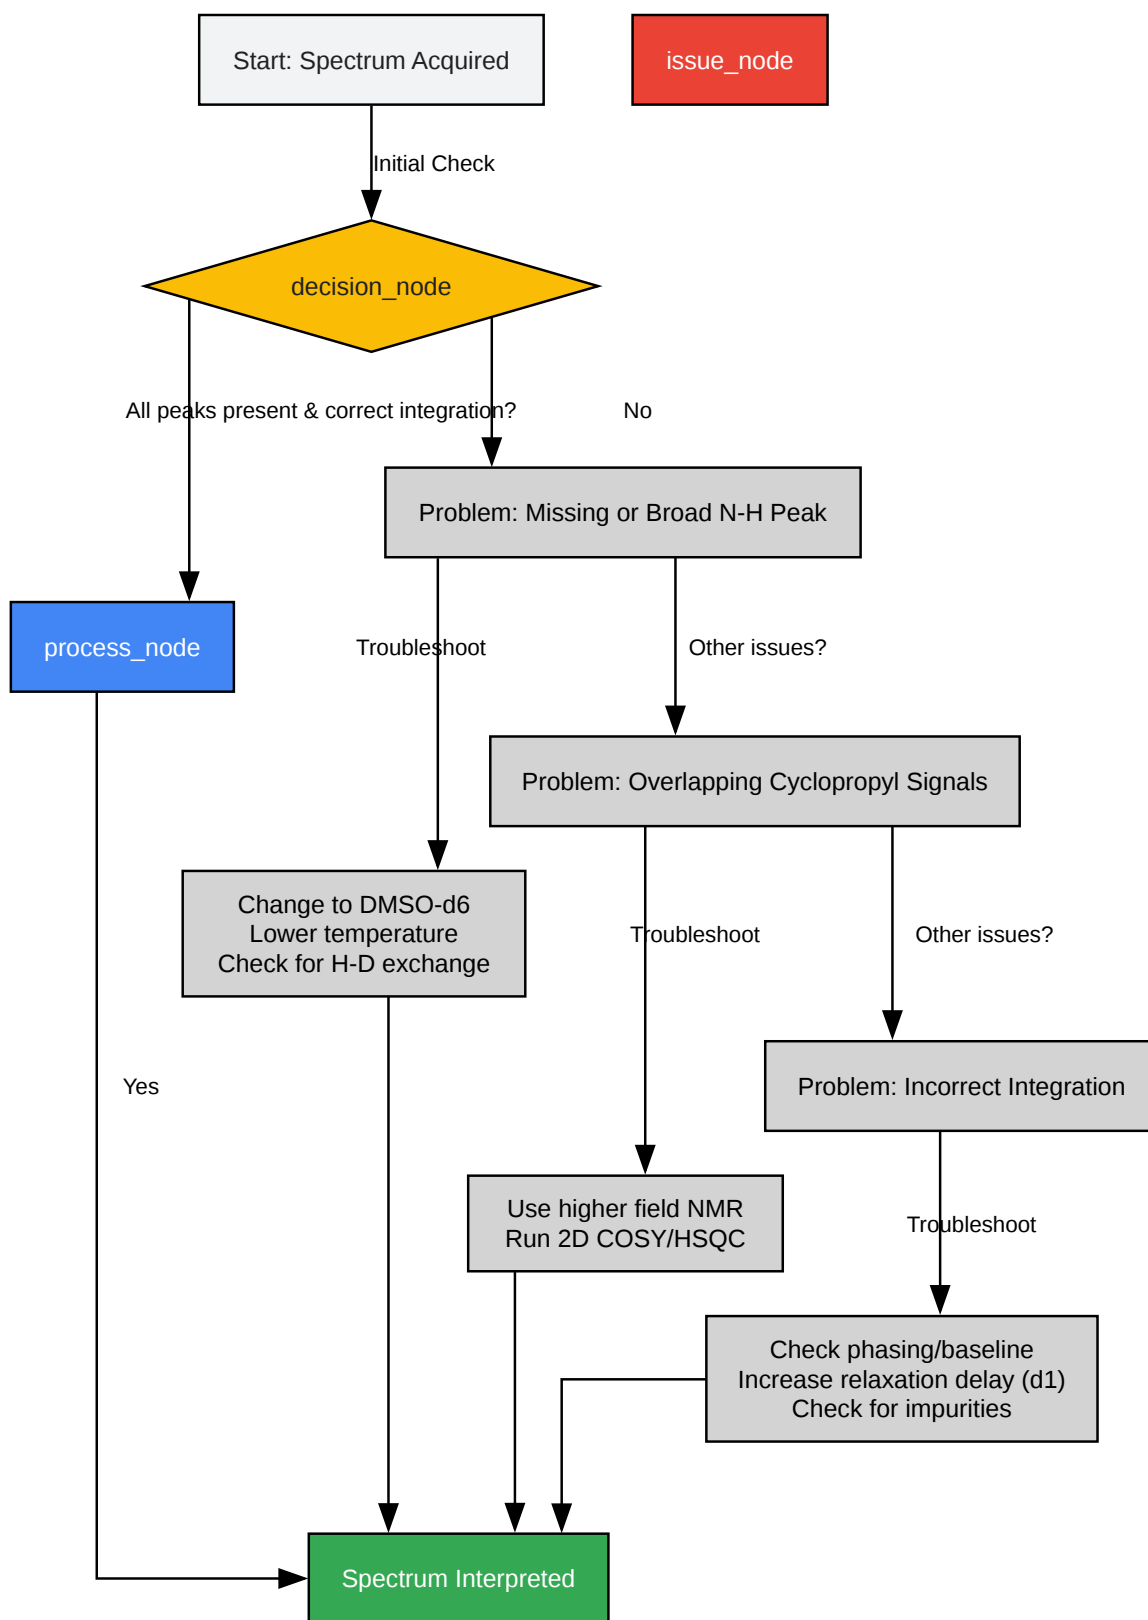 Start: Spectrum Acquired
issue_node
Initial Check
decision_node
All peaks present & correct integration?
No
Problem: Missing or Broad N-H Peak
process_node
Troubleshoot
Other issues?
Problem: Overlapping Cyclopropyl Signals
Change to DMSO-d6
Lower temperature
Check for H-D exchange
Troubleshoot
Other issues?
Yes
Problem: Incorrect Integration
Use higher field NMR
Run 2D COSY/HSQC
Troubleshoot
Check phasing/baseline
Increase relaxation delay (d1)
Check for impurities
Spectrum Interpreted